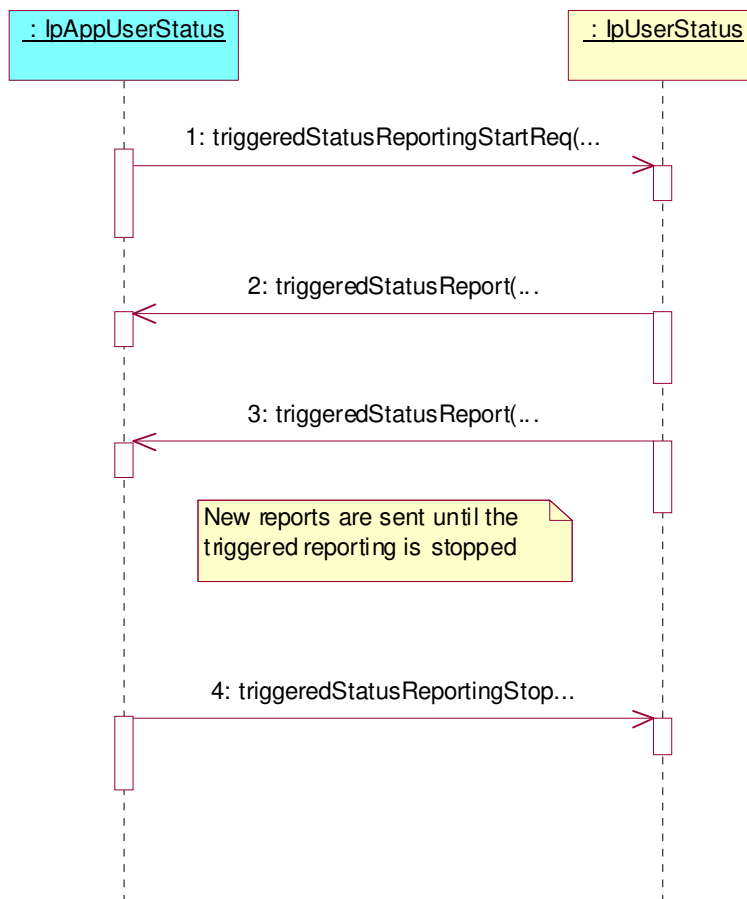 : IpAppUserStatus
: IpUserStatus
1: triggeredStatusReportingStartReq(...
2: triggeredStatusReport(...
3: triggeredStatusReport(...
New reports are sent until the
triggered reporting is stopped
4: triggeredStatusReportingStop...